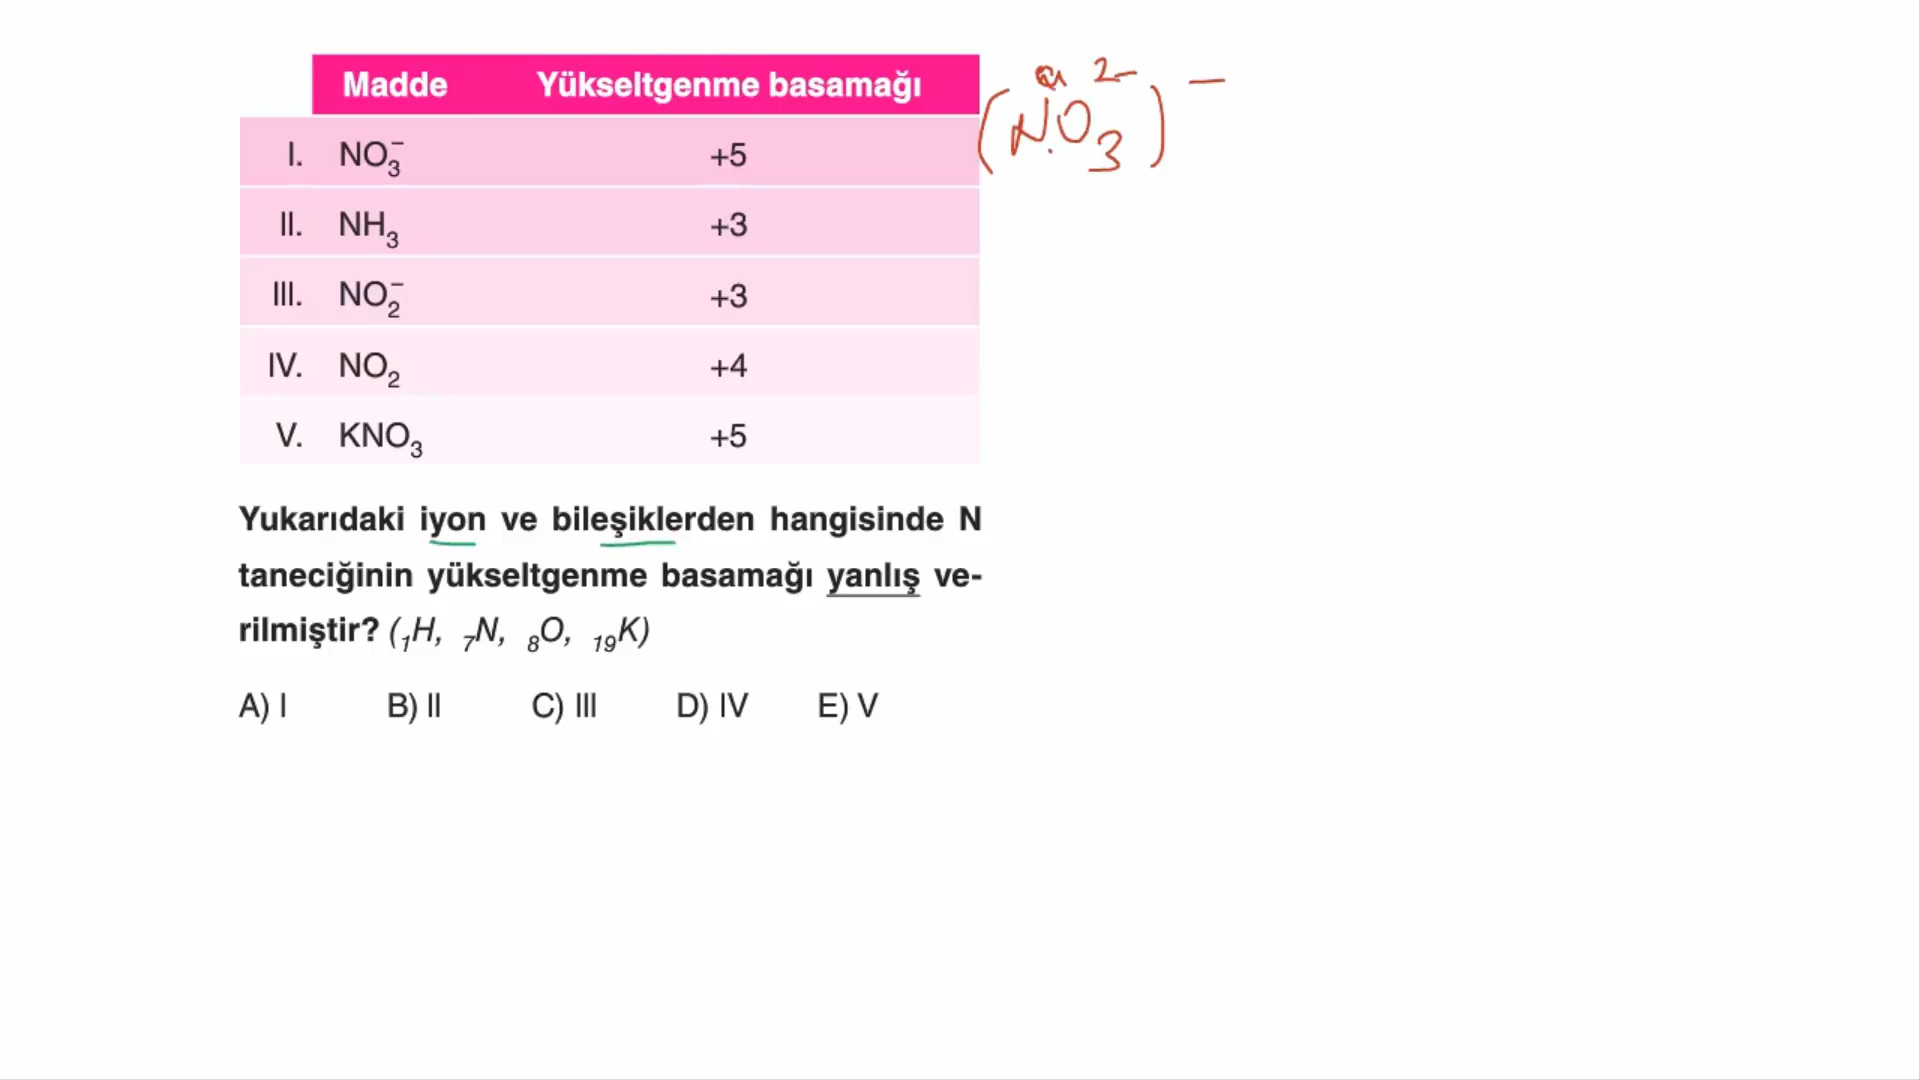 Madde Yükseltgenme basamağı
I. NO₃⁻ +5
II. NH₃ +3
III. NO₂⁻ +3
IV. NO₂ +4
V. KNO₃ +5
a 2-
(NO₃)⁻
Yukarıdaki iyon ve bileşiklerden hangisinde N
taneciğinin yükseltgenme basamağı yanlış ve-
rilmiştir? (₁H, ₇N, ₈O, ₁₉K)
A) I B) II C) III D) IV E) V